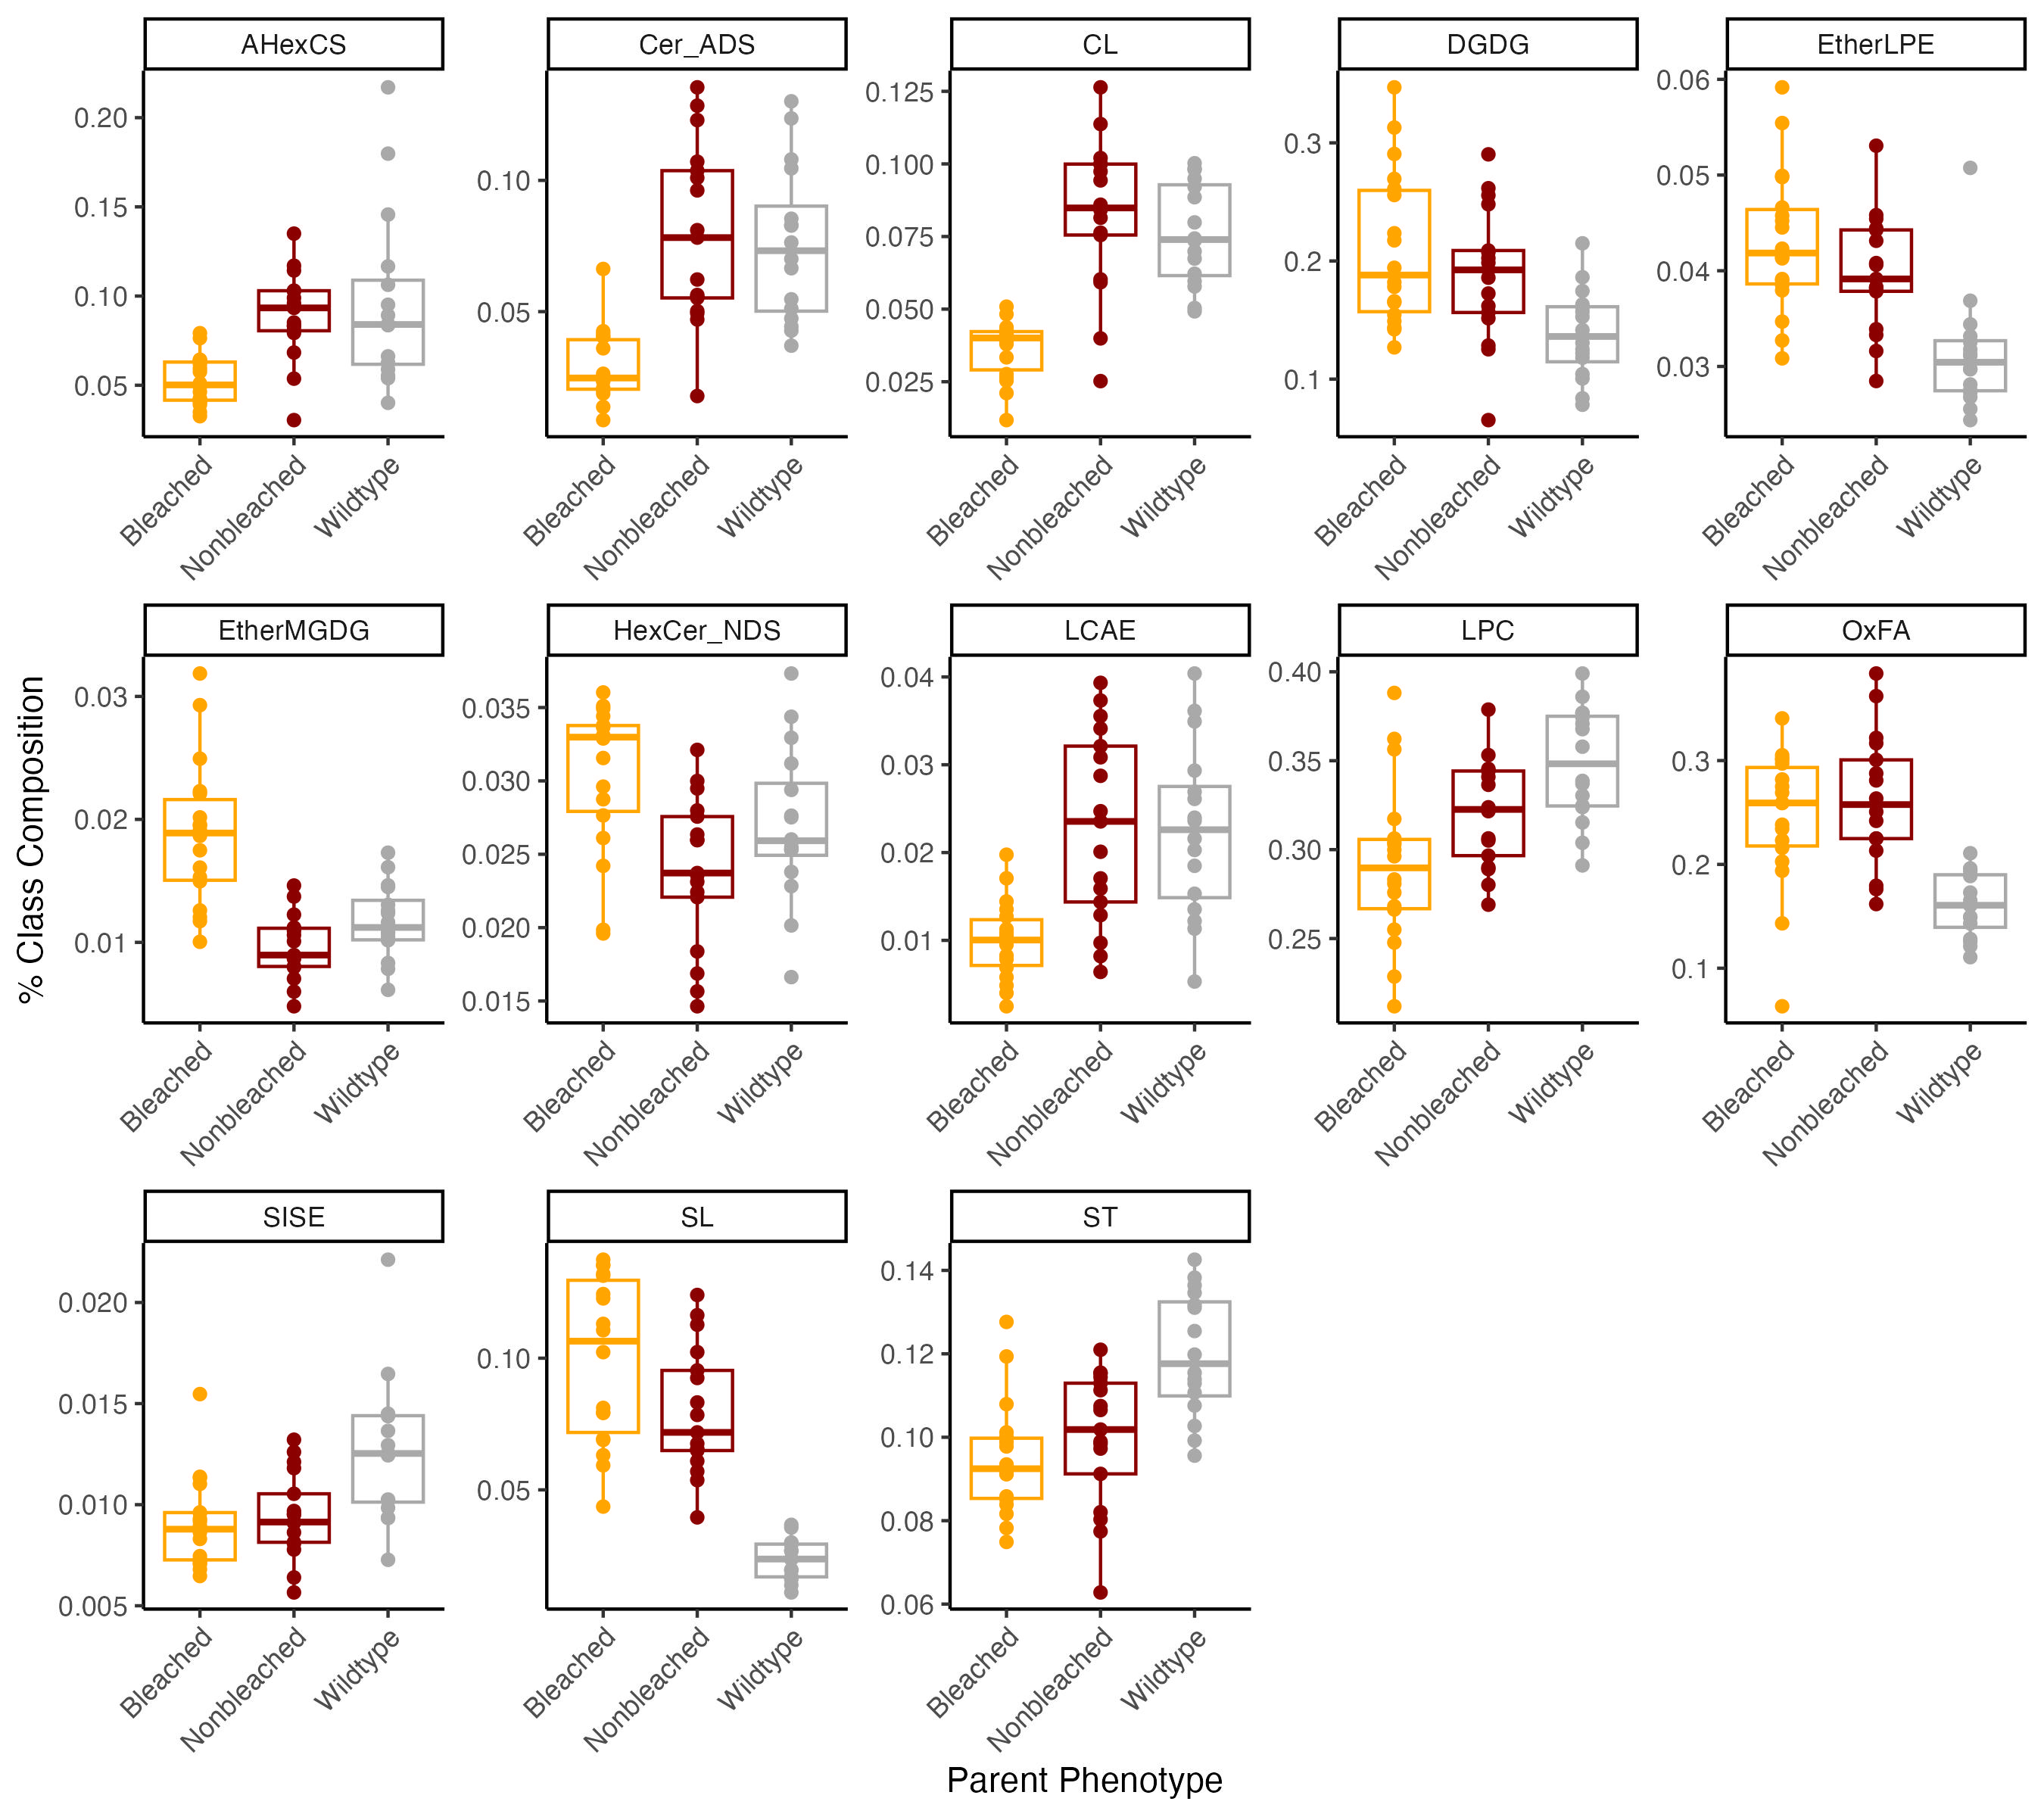 AHexCS
Cer_ADS
CL
DGDG
EtherLPE
0.20
0.15
0.10
0.05
0.10
0.05
0.125
0.100
0.075
0.050
0.025
0.3
0.2
0.1
0.06
0.05
0.04
0.03
Bleached
Nonbleached
Wildtype
Bleached
Nonbleached
Wildtype
Bleached
Nonbleached
Wildtype
Bleached
Nonbleached
Wildtype
Bleached
Nonbleached
Wildtype
% Class Composition
EtherMGDG
HexCer_NDS
LCAE
LPC
OxFA
0.03
0.02
0.01
0.035
0.030
0.025
0.020
0.015
0.04
0.03
0.02
0.01
0.40
0.35
0.30
0.25
0.3
0.2
0.1
Bleached
Nonbleached
Wildtype
Bleached
Nonbleached
Wildtype
Bleached
Nonbleached
Wildtype
Bleached
Nonbleached
Wildtype
Bleached
Nonbleached
Wildtype
SISE
SL
ST
0.020
0.015
0.010
0.005
0.10
0.05
0.14
0.12
0.10
0.08
0.06
Bleached
Nonbleached
Wildtype
Bleached
Nonbleached
Wildtype
Bleached
Nonbleached
Wildtype
Parent Phenotype